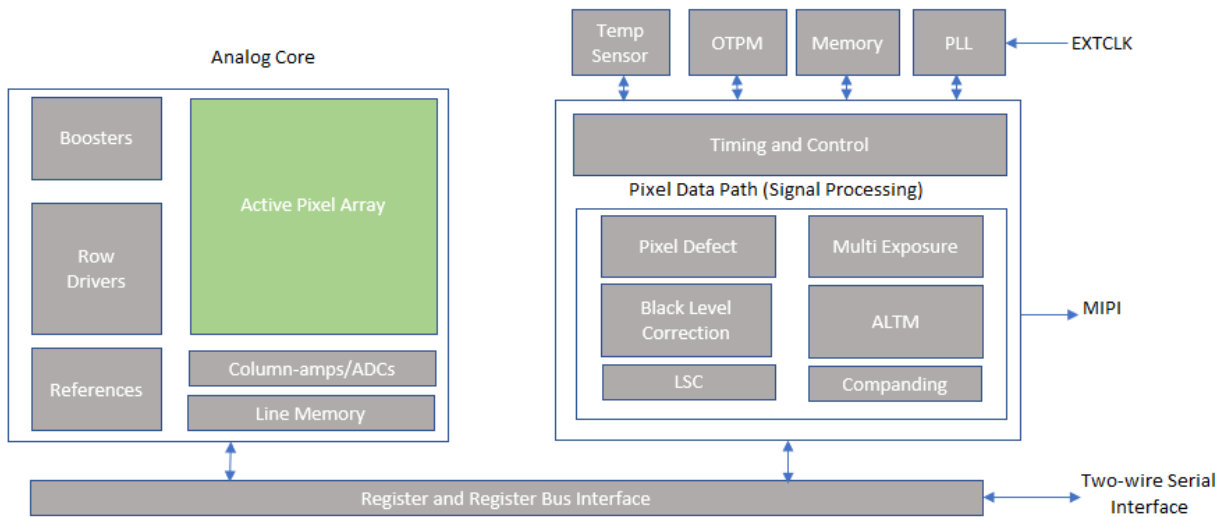 Analog Core
Boosters
Row
Drivers
References
Active Pixel Array
Column-amps/ADCs
Line Memory
Temp
Sensor
OTPM
Memory
PLL
EXTCLK
Timing and Control
Pixel Data Path (Signal Processing)
Pixel Defect
Multi Exposure
Black Level
Correction
ALTM
LSC
Companding
MIPI
Register and Register Bus Interface
Two-wire Serial
Interface